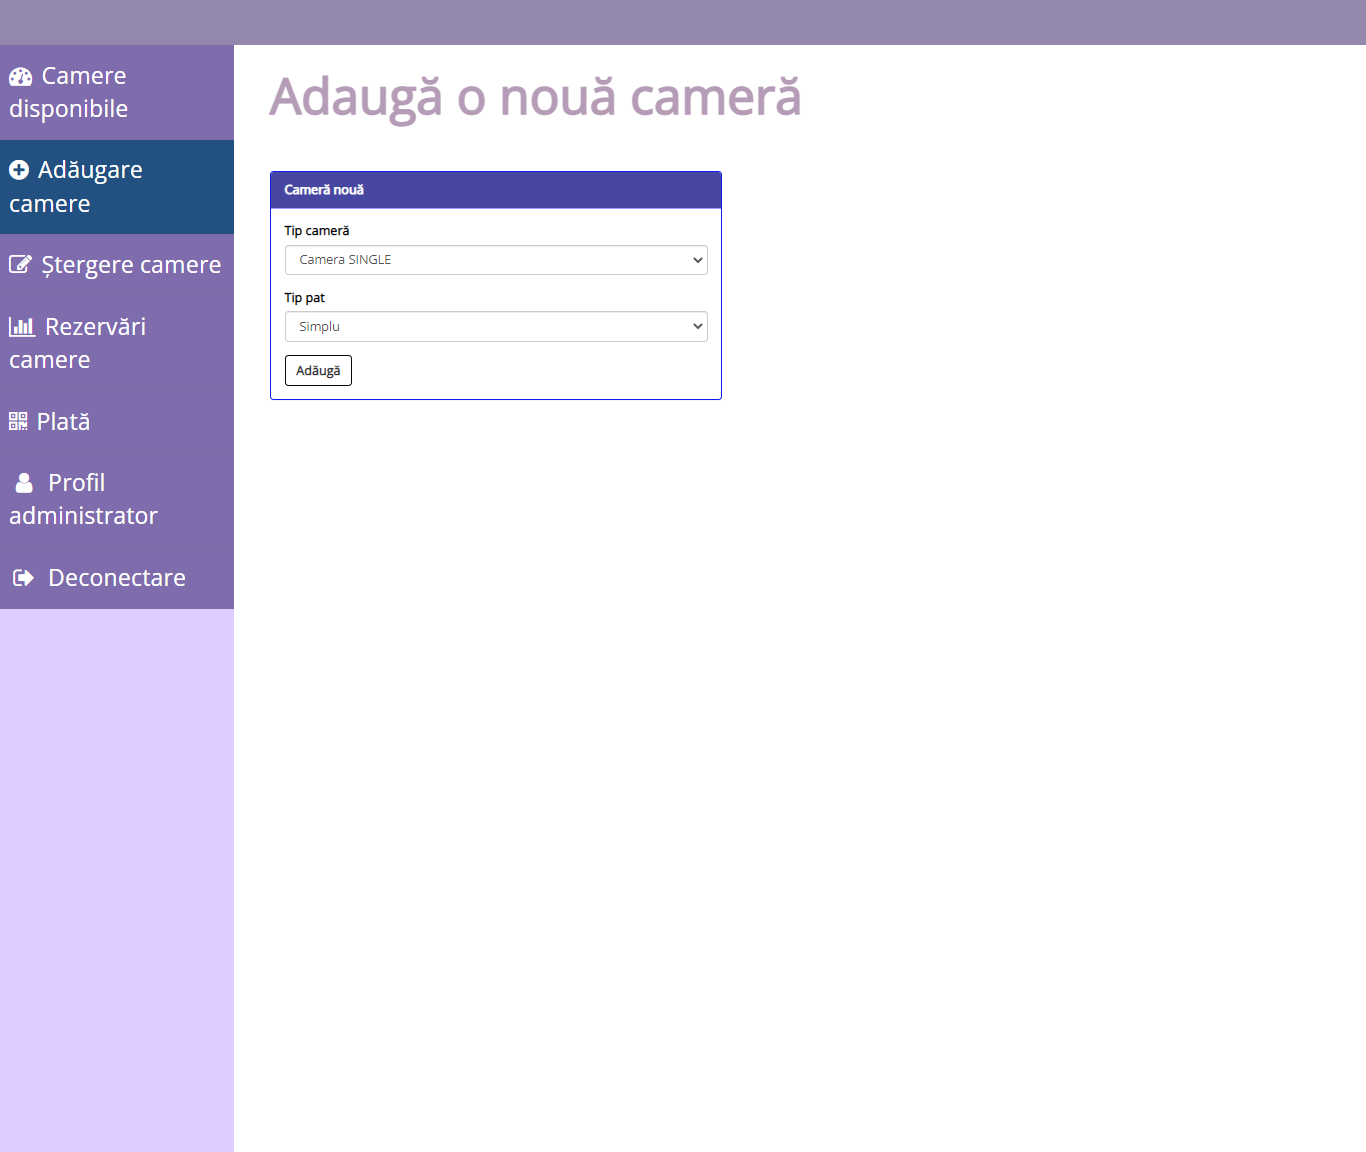 Camere
disponibile
Adăugare
camere
Ștergere camere
Rezervări
camere
Plată
Profil
administrator
Deconectare
Adaugă o nouă cameră
Cameră nouă
Tip cameră
Camera SINGLE
Tip pat
Simplu
Adăugă